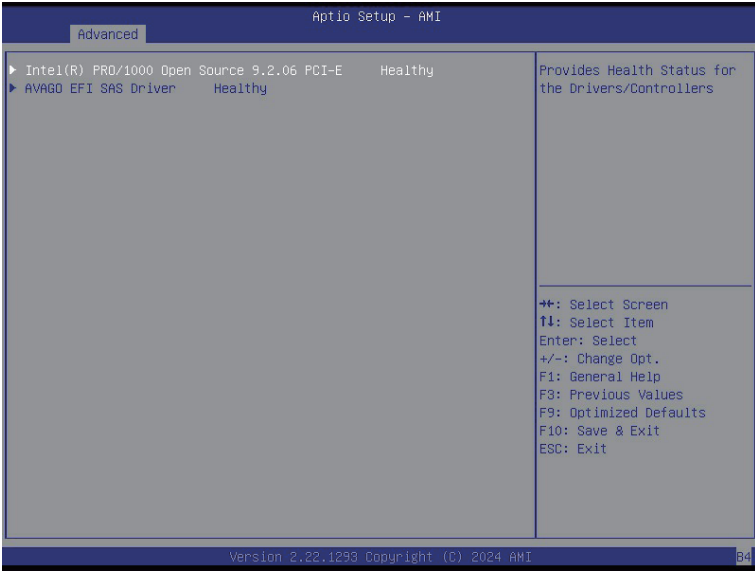 Aptio Setup - AMI
Advanced
▶ Intel(R) PRO/1000 Open Source 9.2.06 PCI-E Healthy
▶ AVAGO EFI SAS Driver Healthy
Provides Health Status for
the Drivers/Controllers
→←: Select Screen
↑↓: Select Item
Enter: Select
+/-: Change Opt.
F1: General Help
F3: Previous Values
F9: Optimized Defaults
F10: Save & Exit
ESC: Exit
Version 2.22.1293 Copyright (C) 2024 AMI
B4